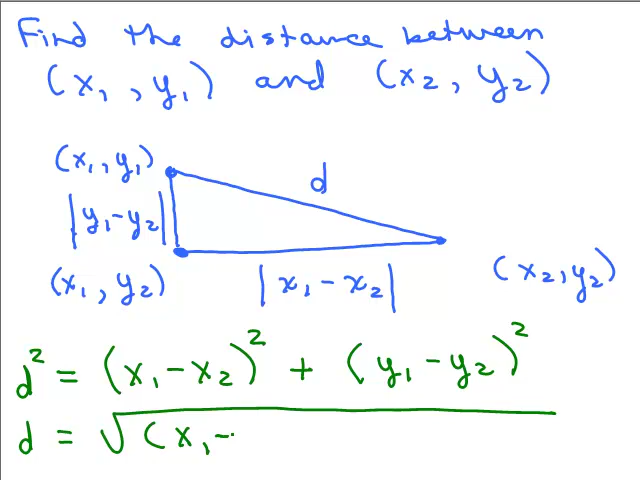 Find the distance between
(x₁, y₁) and (x₂, y₂)
(x₁, y₁)
d
|y₁-y₂|
(x₁, y₂)
|x₁-x₂|
(x₂, y₂)
d² = (x₁-x₂)² + (y₁-y₂)²
d = √(x₁-